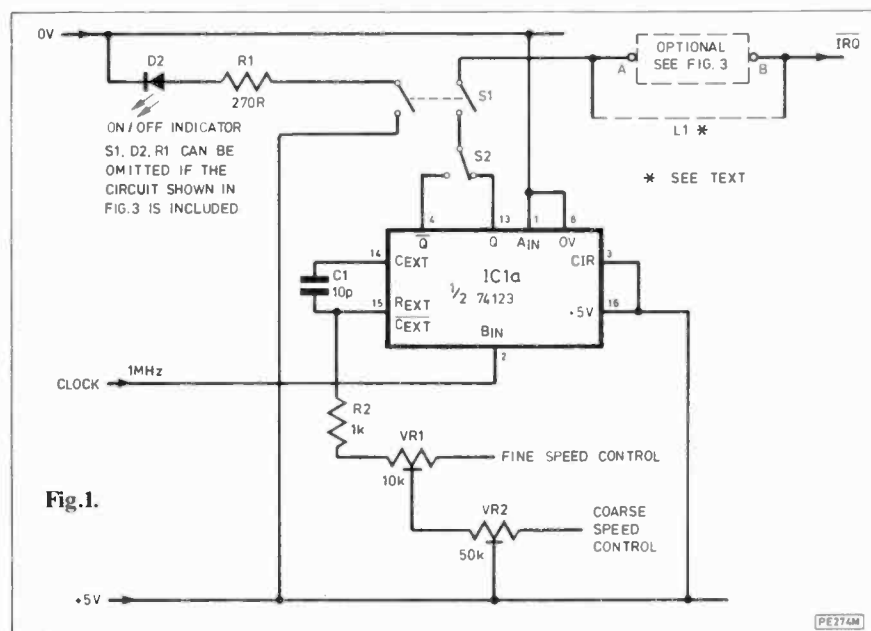 0V
D2
R1
270R
ON/OFF INDICATOR
S1, D2, R1 CAN BE
OMITTED IF THE
CIRCUIT SHOWN IN
FIG.3 IS INCLUDED
S1
S2
A
OPTIONAL
SEE FIG. 3
B
IRQ
L1 *
* SEE TEXT
4
13
1
8
Q
Q
AIN
0V
14
CEXT
C1
10p
IC1a
1/2 74123
CIR
3
15
REXT
CEXT
+5V
16
BIN
2
CLOCK
1MHz
R2
1k
VR1
10k
FINE SPEED CONTROL
VR2
50k
COARSE
SPEED
CONTROL
Fig.1.
+5V
PE274M